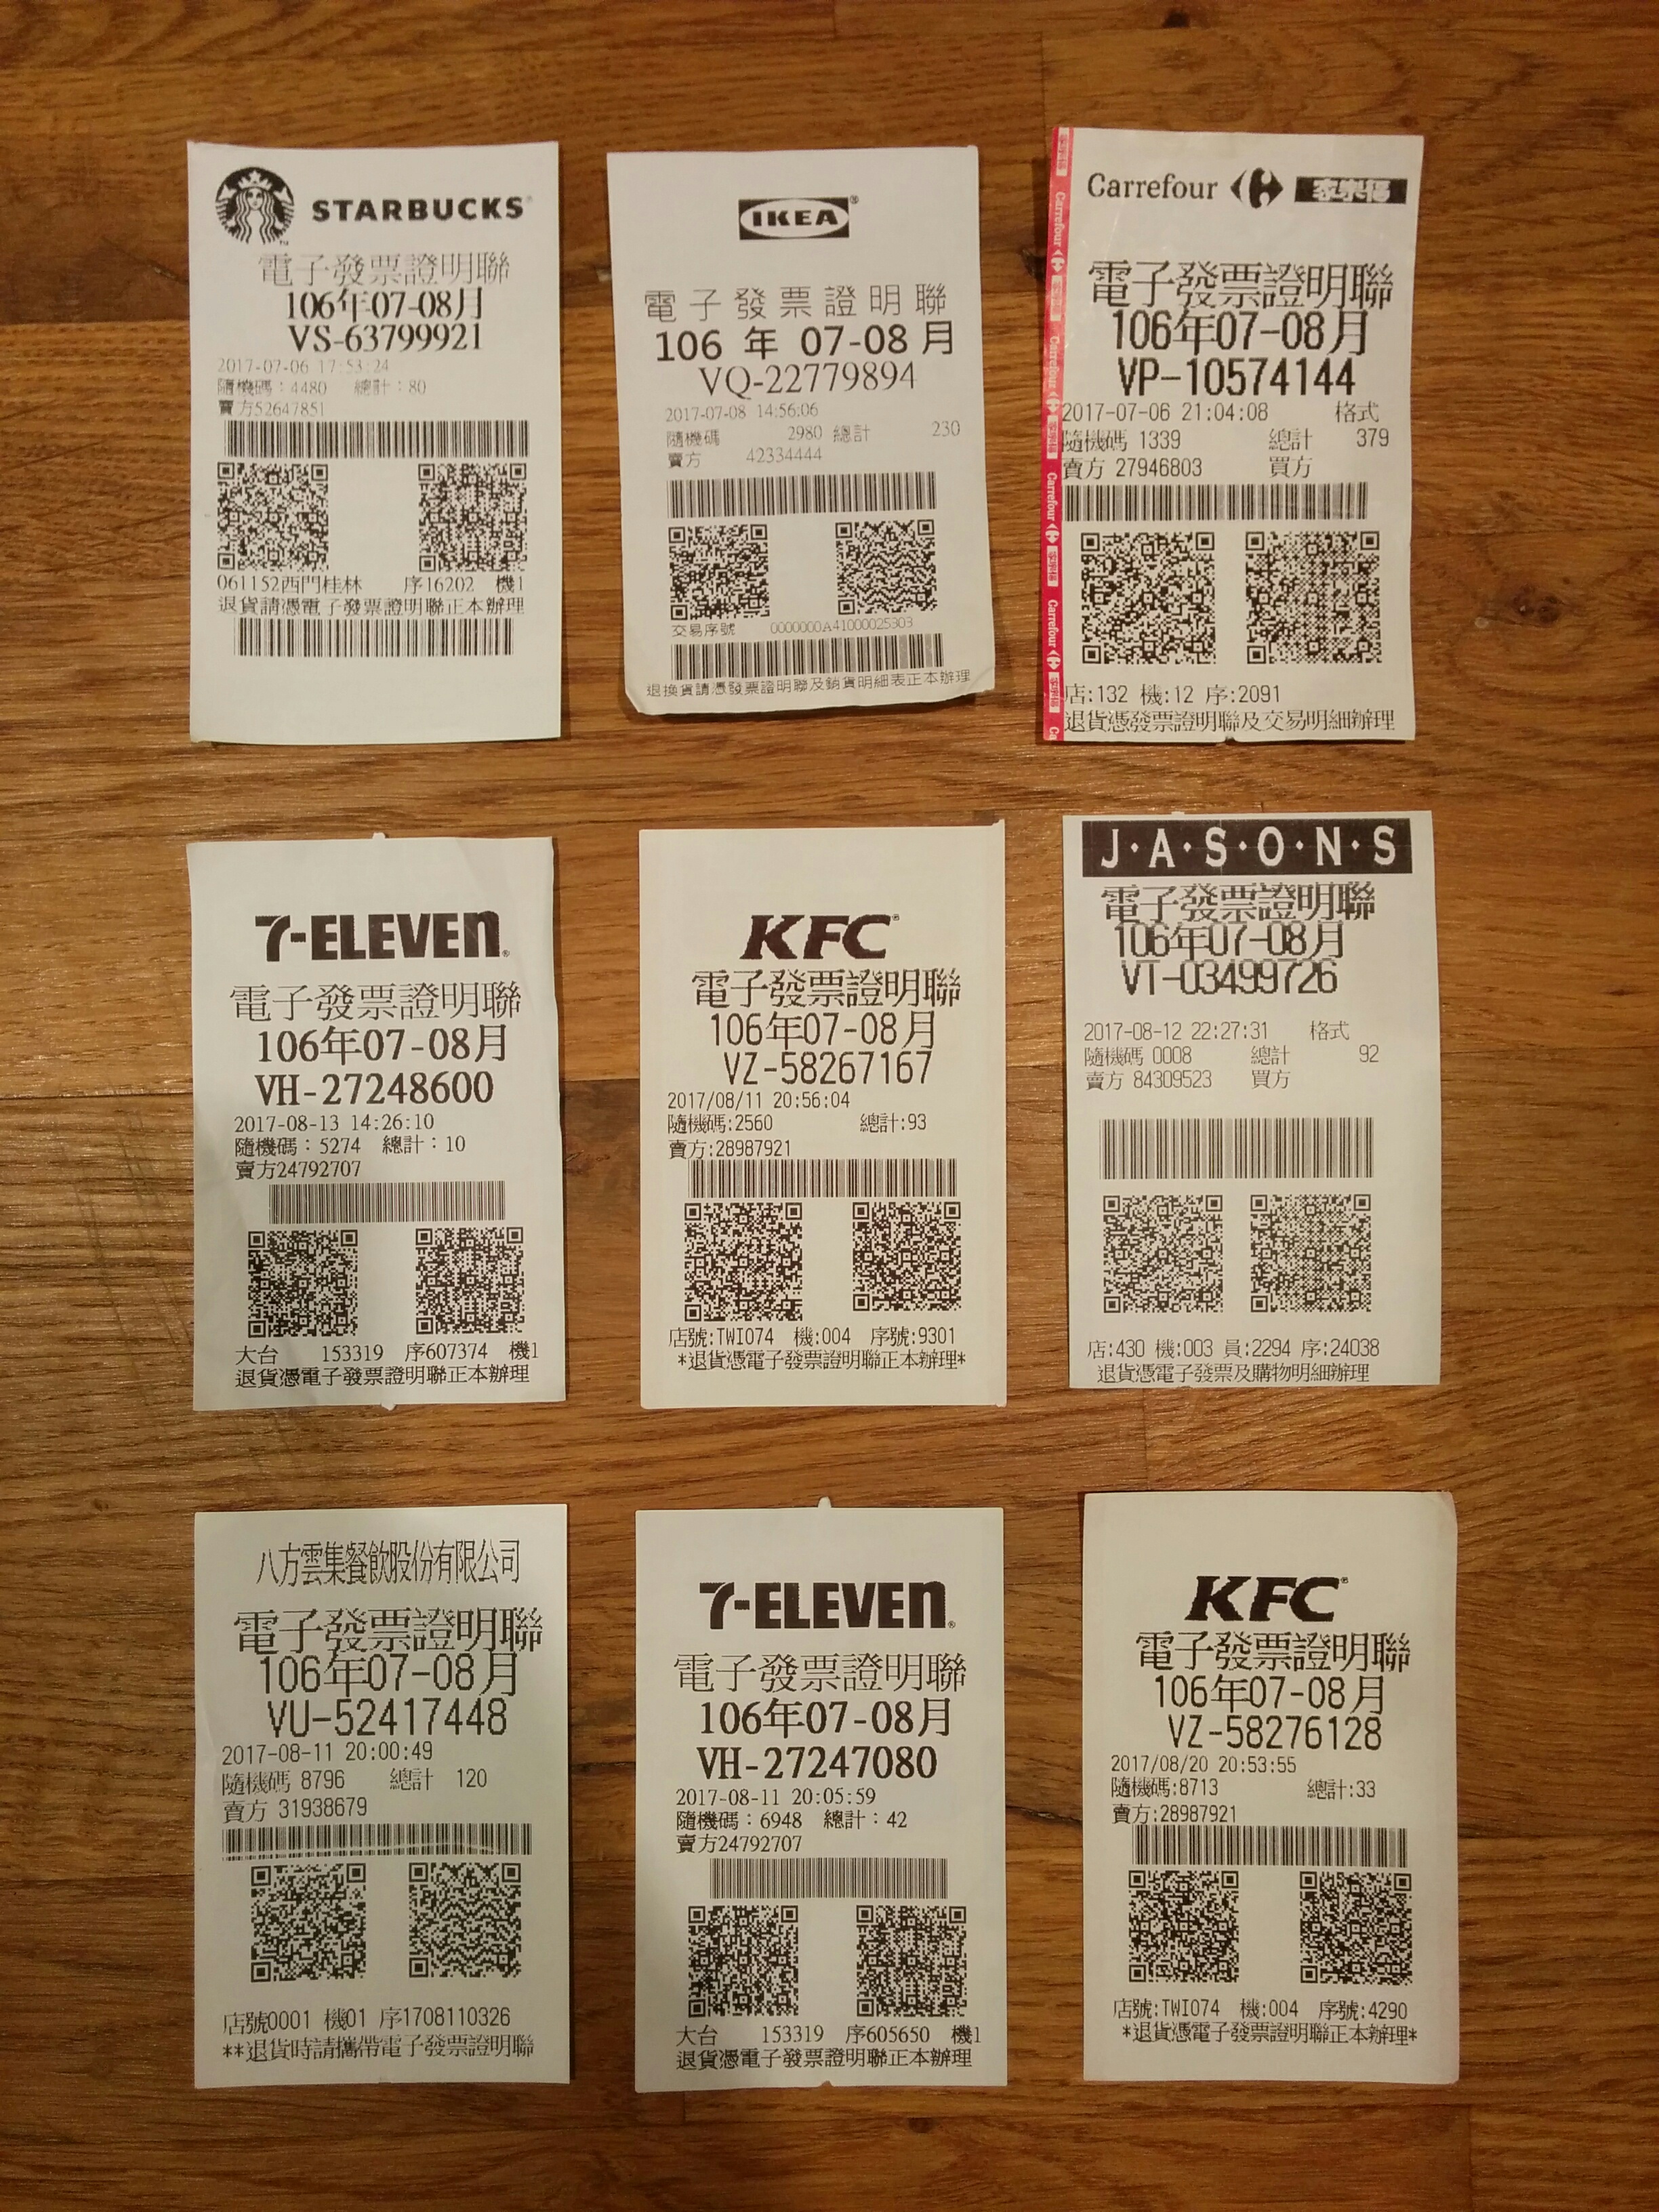 STARBUCKS
電子發票證明聯
106年07-08月
VS-63799921
2017-07-06 17:53:24
隨機碼:4480 總計:80
賣方52647851
061152西門桂林 序16202 機1
退貨請憑電子發票證明聯正本辦理
IKEA
電子發票證明聯
106 年 07-08 月
VQ-22779894
2017-07-08 14:56:06
隨機碼 2980 總計 230
賣方 42334444
交易序號 0000000A41000025303
退換貨請憑發票證明聯及銷貨明細表正本辦理
Carrefour 家樂福
電子發票證明聯
106年07-08月
VP-10574144
2017-07-06 21:04:08 格式
隨機碼 1339 總計 379
賣方 27946803 買方
店:132 機:12 序:2091
退貨憑發票證明聯及交易明細辦理
7-ELEVEN
電子發票證明聯
106年07-08月
VH-27248600
2017-08-13 14:26:10
隨機碼:5274 總計:10
賣方24792707
大台 153319 序607374 機1
退貨憑電子發票證明聯正本辦理
KFC
電子發票證明聯
106年07-08月
VZ-58267167
2017/08/11 20:56:04
隨機碼:2560 總計:93
賣方:28987921
店號:TWI074 機:004 序號:9301
*退貨憑電子發票證明聯正本辦理*
J·A·S·O·N·S
電子發票證明聯
106年07-08月
VT-03499726
2017-08-12 22:27:31 格式
隨機碼 0008 總計 92
賣方 84309523 買方
店:430 機:003 員:2294 序:24038
退貨憑電子發票及購物明細辦理
八方雲集餐飲股份有限公司
電子發票證明聯
106年07-08月
VU-52417448
2017-08-11 20:00:49
隨機碼 8796 總計 120
賣方 31938679
店號0001 機01 序1708110326
**退貨時請攜帶電子發票證明聯
7-ELEVEN
電子發票證明聯
106年07-08月
VH-27247080
2017-08-11 20:05:59
隨機碼:6948 總計:42
賣方24792707
大台 153319 序605650 機1
退貨憑電子發票證明聯正本辦理
KFC
電子發票證明聯
106年07-08月
VZ-58276128
2017/08/20 20:53:55
隨機碼:8713 總計:33
賣方:28987921
店號:TWI074 機:004 序號:4290
*退貨憑電子發票證明聯正本辦理*